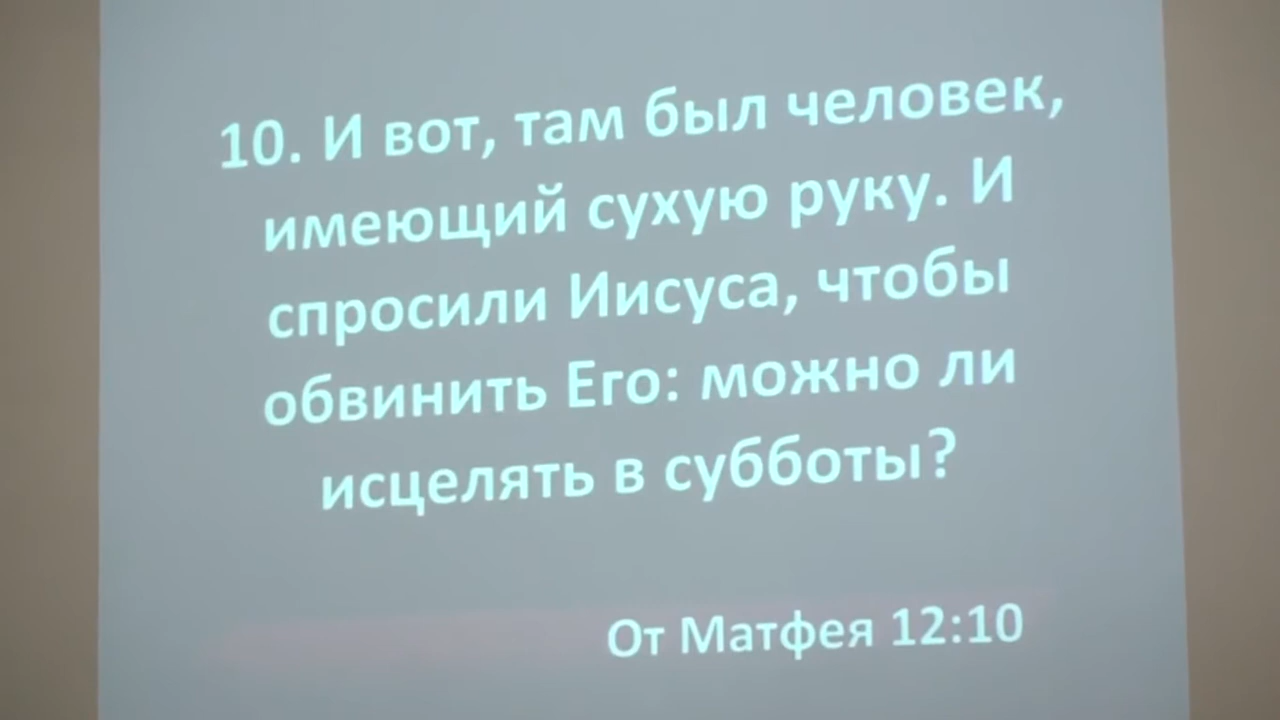 10. И вот, там был человек,
имеющий сухую руку. И
спросили Иисуса, чтобы
обвинить Его: можно ли
исцелять в субботы?
От Матфея 12:10